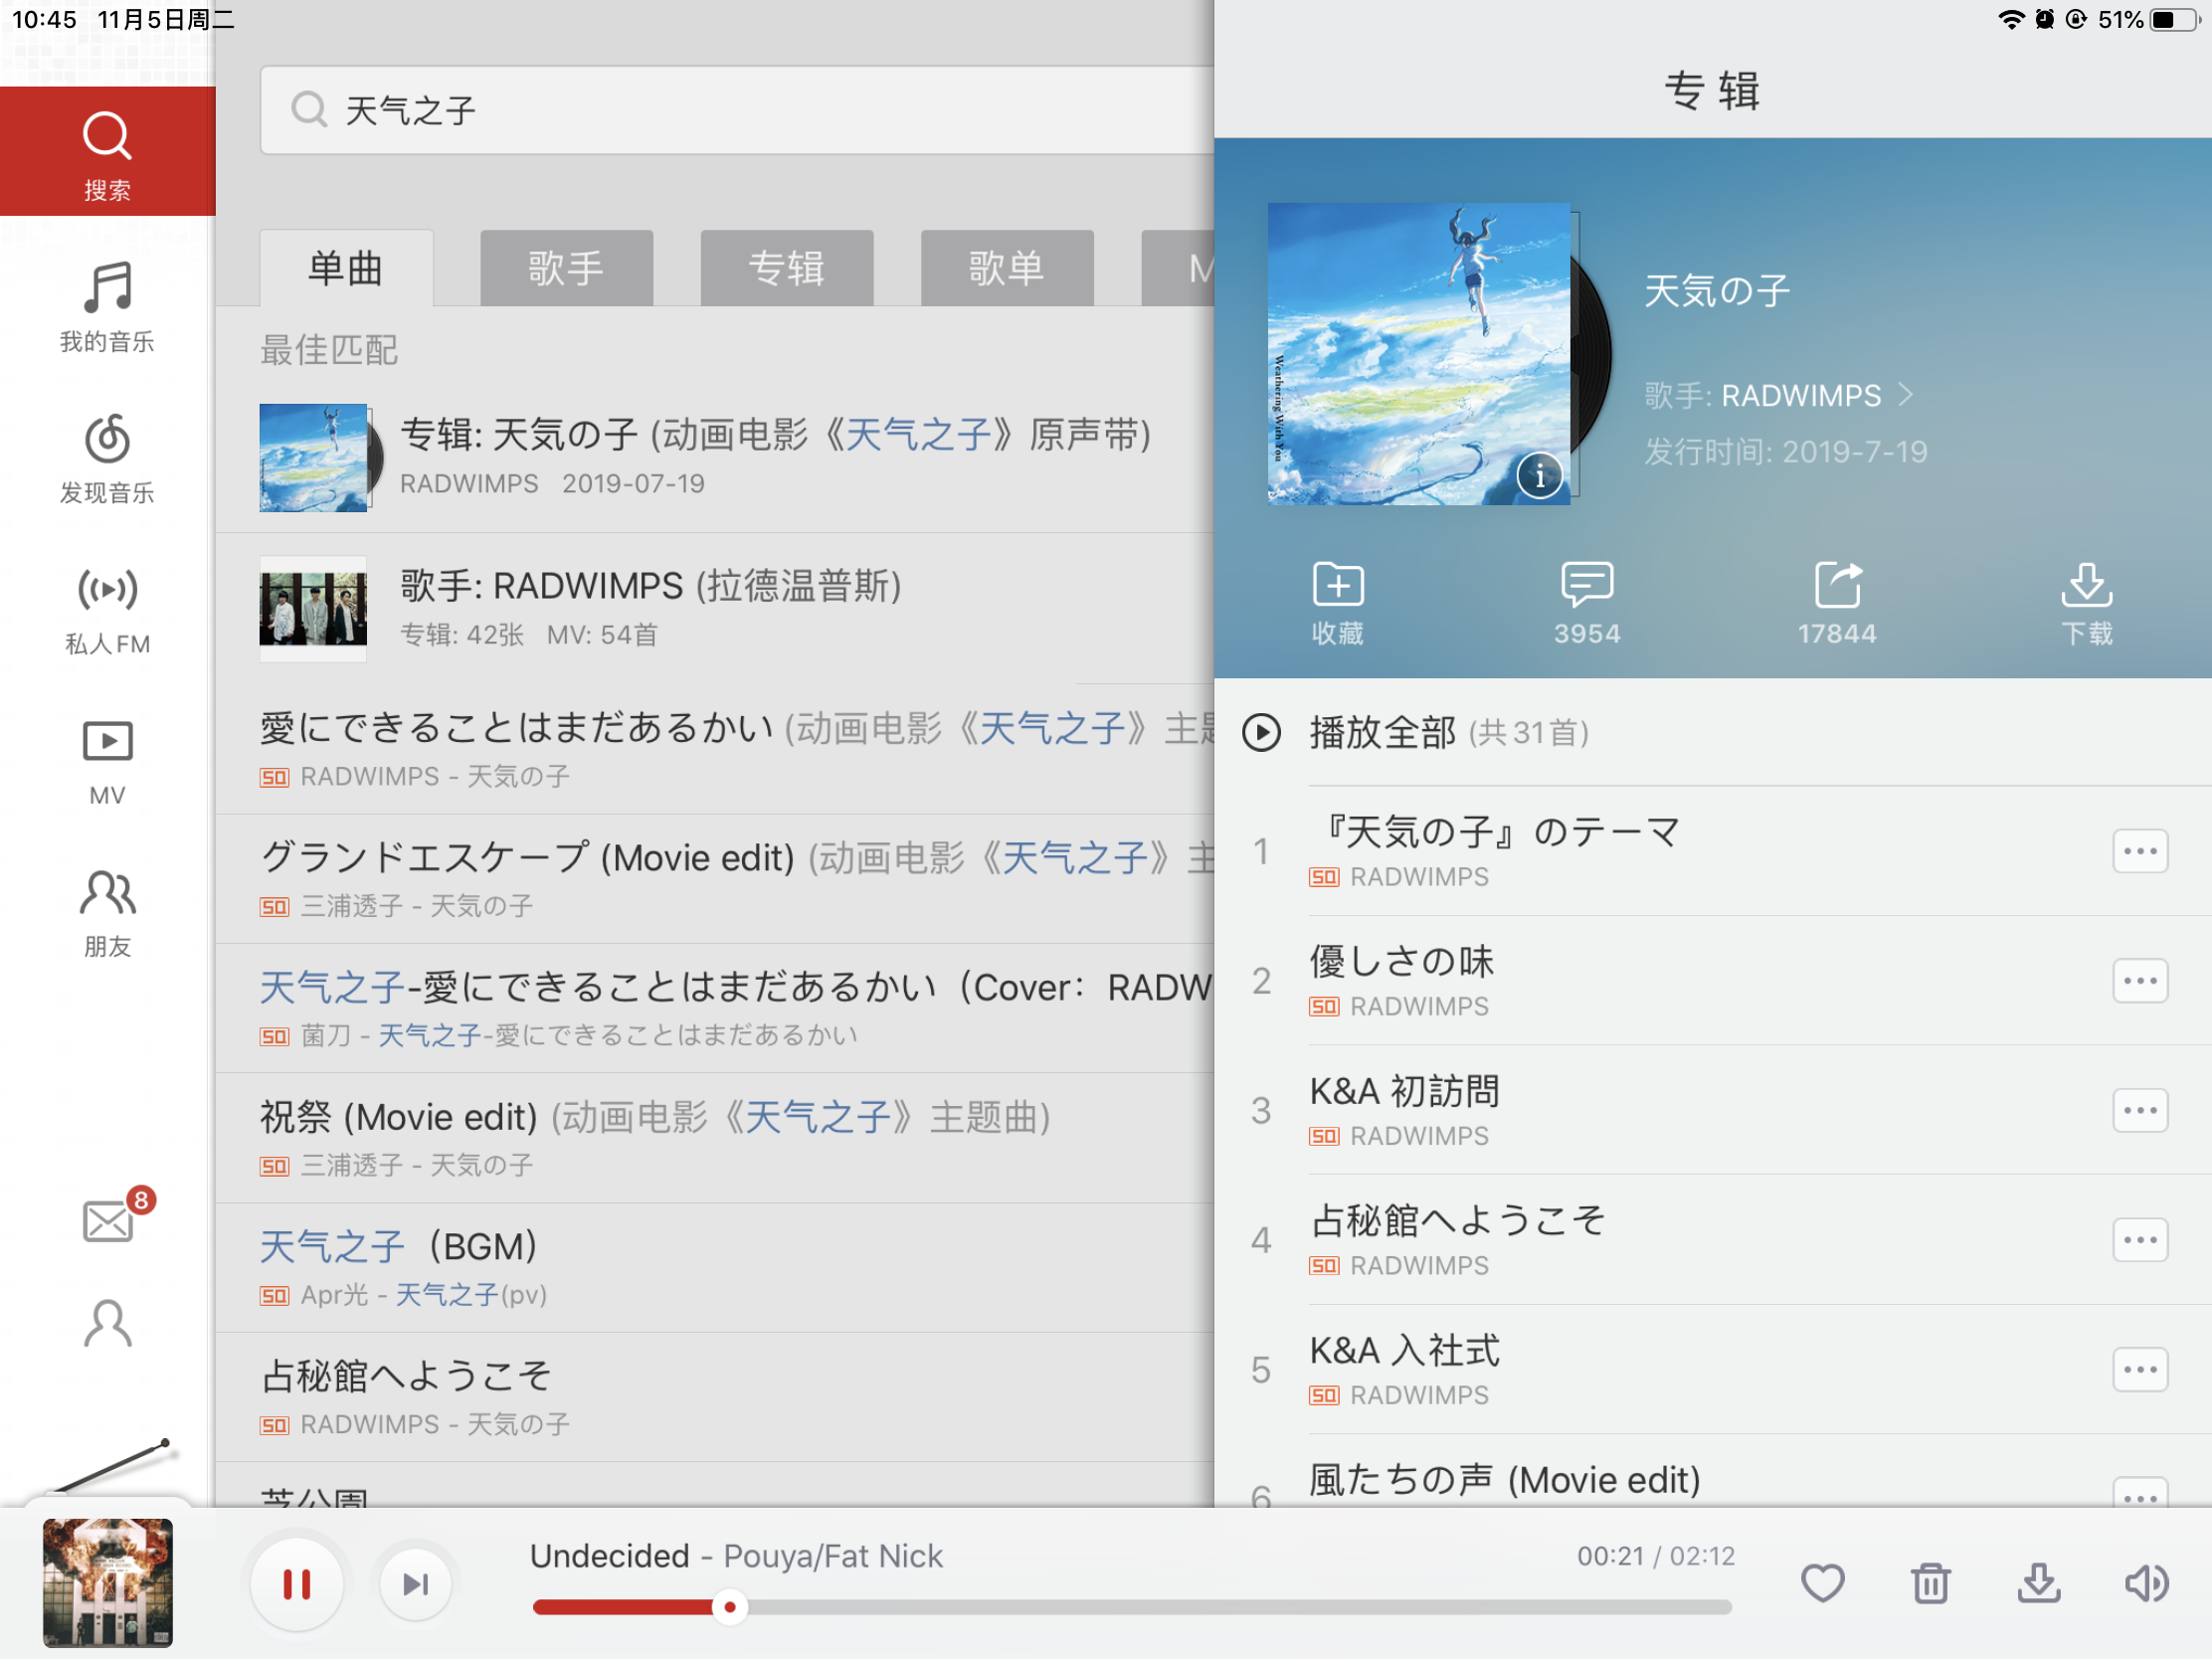 10:45 11月5日周二
51%
搜索
我的音乐
发现音乐
私人FM
MV
朋友
8
天气之子
单曲
歌手
专辑
歌单
M
最佳匹配
专辑: 天気の子 (动画电影《天气之子》原声带)
RADWIMPS 2019-07-19
歌手: RADWIMPS (拉德温普斯)
专辑: 42张 MV: 54首
愛にできることはまだあるかい (动画电影《天气之子》主题
SQ RADWIMPS - 天気の子
グランドエスケープ (Movie edit) (动画电影《天气之子》主
SQ 三浦透子 - 天気の子
天气之子-愛にできることはまだあるかい（Cover：RADW
SQ 菌刀 - 天气之子-愛にできることはまだあるかい
祝祭 (Movie edit) (动画电影《天气之子》主题曲)
SQ 三浦透子 - 天気の子
天气之子（BGM）
SQ Apr光 - 天气之子(pv)
占秘館へようこそ
SQ RADWIMPS - 天気の子
芝公園
专辑
Weathering With You
天気の子
歌手: RADWIMPS
发行时间: 2019-7-19
收藏
3954
17844
下载
播放全部 (共31首)
1 『天気の子』のテーマ
SQ RADWIMPS
2 優しさの味
SQ RADWIMPS
3 K&A 初訪問
SQ RADWIMPS
4 占秘館へようこそ
SQ RADWIMPS
5 K&A 入社式
SQ RADWIMPS
6 風たちの声 (Movie edit)
Undecided - Pouya/Fat Nick
00:21 / 02:12